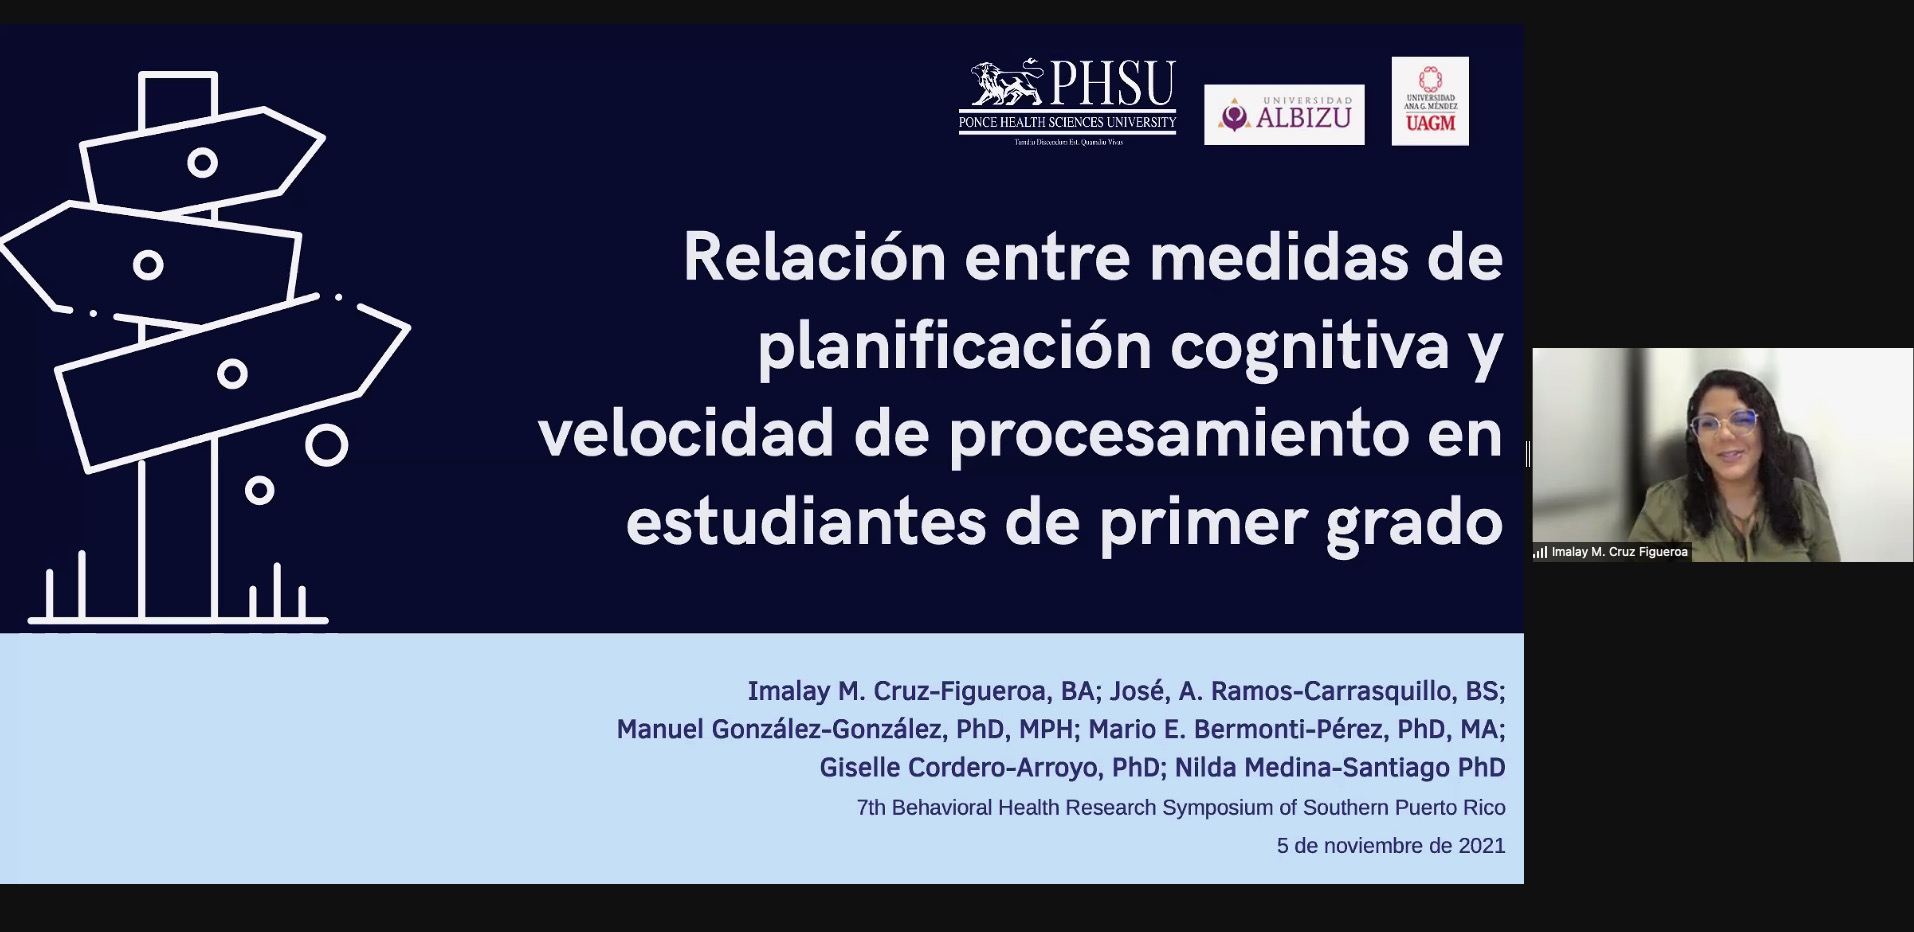 PHSU
PONCE HEALTH SCIENCES UNIVERSITY
UNIVERSIDAD
ALBIZU
UNIVERSIDAD
ANA G. MÉNDEZ
UAGM
Relación entre medidas de
planificación cognitiva y
velocidad de procesamiento en
estudiantes de primer grado
Imalay M. Cruz-Figueroa, BA; José, A. Ramos-Carrasquillo, BS;
Manuel González-González, PhD, MPH; Mario E. Bermonti-Pérez, PhD, MA;
Giselle Cordero-Arroyo, PhD; Nilda Medina-Santiago PhD
7th Behavioral Health Research Symposium of Southern Puerto Rico
5 de noviembre de 2021
Imalay M. Cruz Figueroa